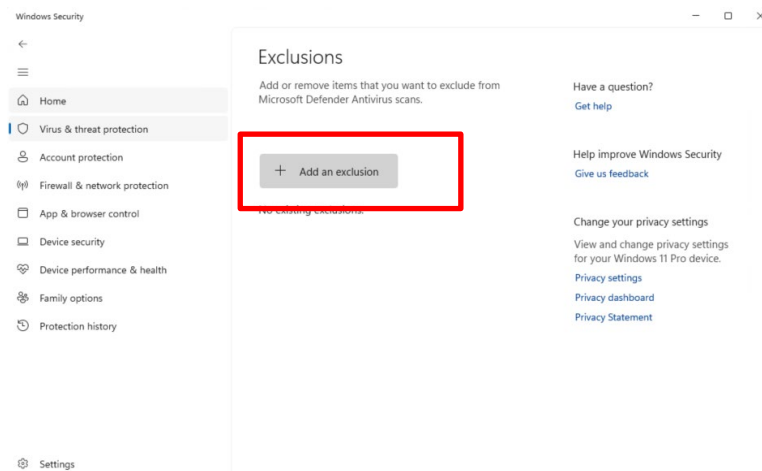 Windows Security
Home
Virus & threat protection
Account protection
Firewall & network protection
App & browser control
Device security
Device performance & health
Family options
Protection history
Settings
Exclusions
Add or remove items that you want to exclude from
Microsoft Defender Antivirus scans.
Add an exclusion
No existing exclusions.
Have a question?
Get help
Help improve Windows Security
Give us feedback
Change your privacy settings
View and change privacy settings
for your Windows 11 Pro device.
Privacy settings
Privacy dashboard
Privacy Statement